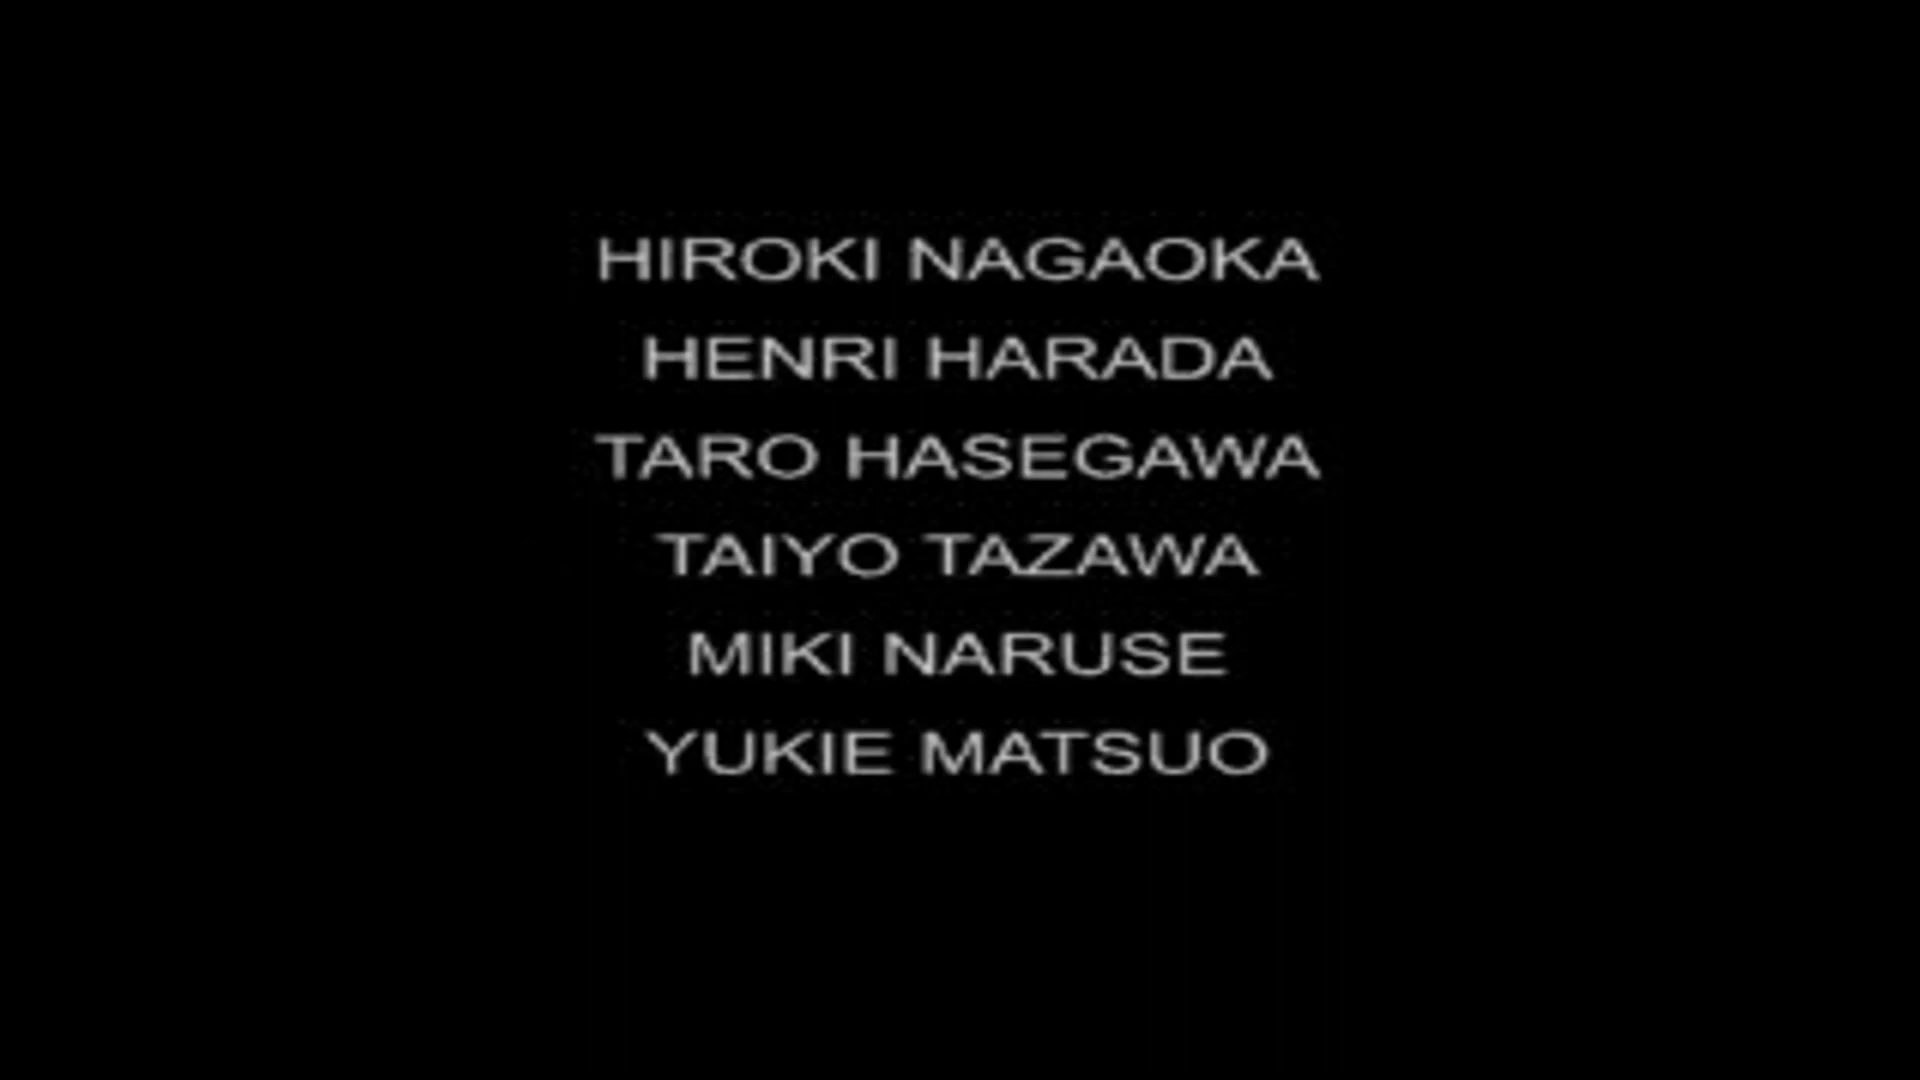 HIROKI NAGAOKA
HENRI HARADA
TARO HASEGAWA
TAIYO TAZAWA
MIKI NARUSE
YUKIE MATSUO